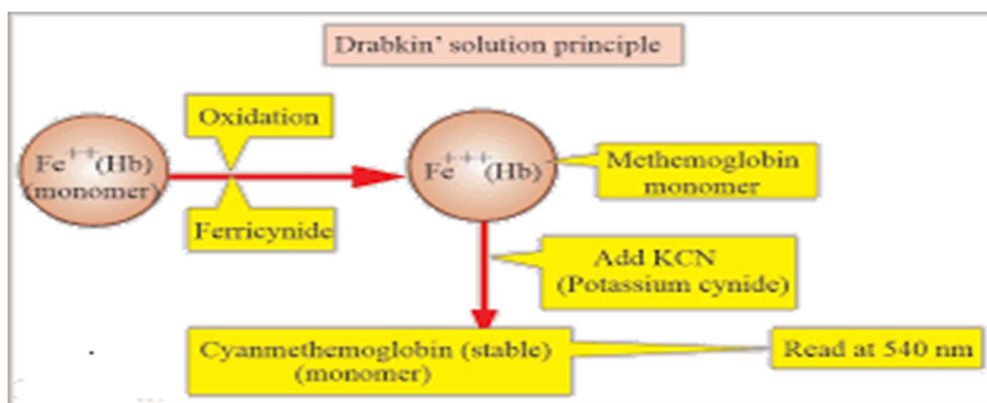 Drabkin' solution principle
Oxidation
Fe++(Hb)
(monomer)
Ferricynide
Fe+++(Hb)
Methemoglobin
monomer
Add KCN
(Potassium cynide)
Cyanmethemoglobin (stable)
(monomer)
Read at 540 nm